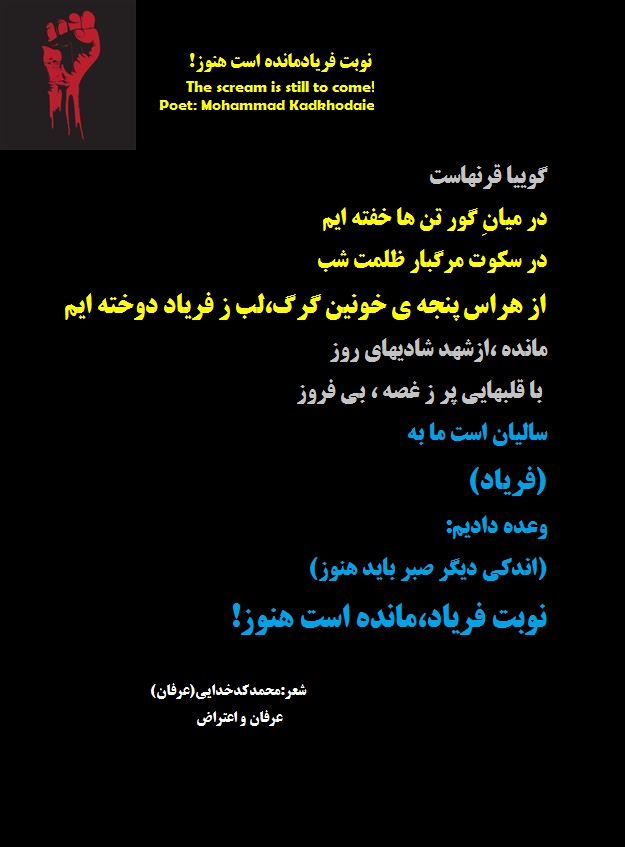 نوبت فریادمانده است هنوز!
The scream is still to come!
Poet: Mohammad Kadkhodaie
گوییا قرنهاست
در میانِ گور تن ها خفته ایم
در سکوت مرگبار ظلمت شب
از هراس پنجه ی خونین گرگ،لب ز فریاد دوخته ایم
مانده ،ازشهد شادیهای روز
با قلبهایی پر ز غصه ، بی فروز
سالیان است ما به
(فریاد)
وعده دادیم:
(اندکی دیگر صبر باید هنوز)
نوبت فریاد،مانده است هنوز!
شعر:محمدکدخدایی(عرفان)
عرفان و اعتراض